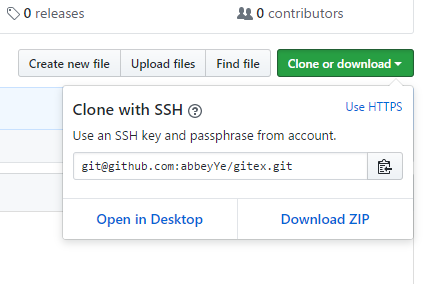 0 releases
0 contributors
Create new file
Upload files
Find file
Clone or download
Clone with SSH
Use HTTPS
Use an SSH key and passphrase from account.
git@github.com:abbeyYe/gitex.git
Open in Desktop
Download ZIP